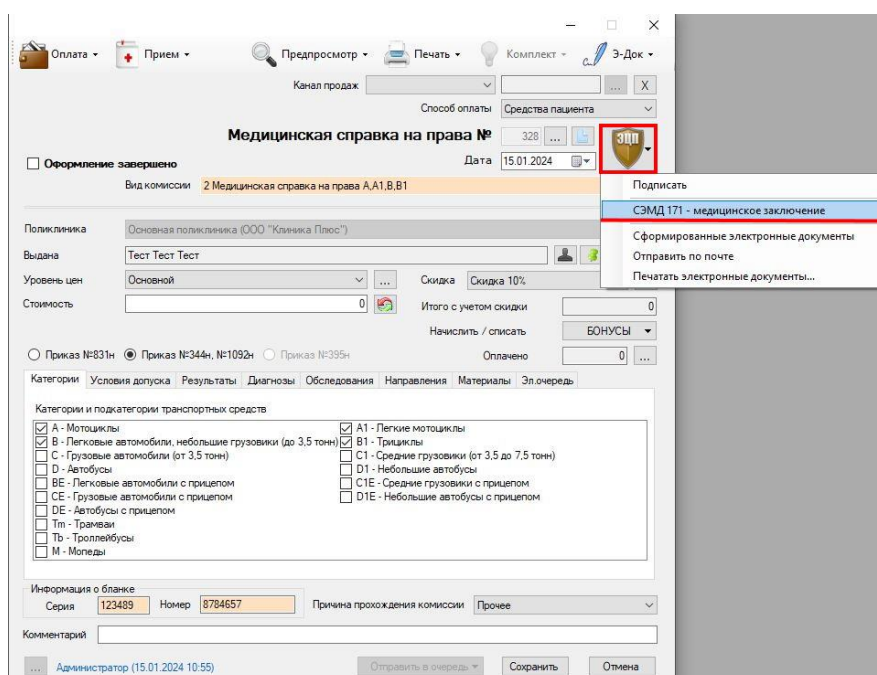 Оплата Прием Предпросмотр Печать Комплект Э-Док
Канал продаж ... X
Способ оплаты Средства пациента
Медицинская справка на права № 328 ... ЭЦП
Оформление завершено Дата 15.01.2024
Вид комиссии 2 Медицинская справка на права A,A1,B,B1
Подписать
СЭМД 171 - медицинское заключение
Сформированные электронные документы
Отправить по почте
Печатать электронные документы...
Поликлиника Основная поликлиника (ООО "Клиника Плюс")
Выдана Тест Тест Тест
Уровень цен Основной ... Скидка Скидка 10%
Стоимость 0 Итого с учетом скидки 0
Начислить / списать БОНУСЫ
Приказ №831н Приказ №344н, №1092н Приказ №395н Оплачено 0 ...
Категории Условия допуска Результаты Диагнозы Обследования Направления Материалы Эл.очередь
Категории и подкатегории транспортных средств
A - Мотоциклы A1 - Легкие мотоциклы
B - Легковые автомобили, небольшие грузовики (до 3,5 тонн) B1 - Трициклы
C - Грузовые автомобили (от 3,5 тонн) C1 - Средние грузовики (от 3,5 до 7,5 тонн)
D - Автобусы D1 - Небольшие автобусы
BE - Легковые автомобили с прицепом C1E - Средние грузовики с прицепом
CE - Грузовые автомобили с прицепом D1E - Небольшие автобусы с прицепом
DE - Автобусы с прицепом
Tm - Трамваи
Tb - Троллейбусы
M - Мопеды
Информация о бланке
Серия 123489 Номер 8784657 Причина прохождения комиссии Прочее
Комментарий
... Администратор (15.01.2024 10:55) Отправить в очередь Сохранить Отмена